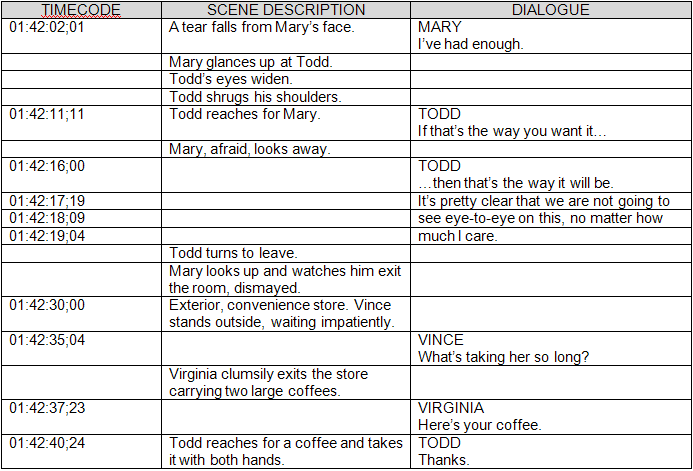 TIMECODE SCENE DESCRIPTION DIALOGUE
01:42:02;01 A tear falls from Mary’s face. MARY
I’ve had enough.
Mary glances up at Todd.
Todd’s eyes widen.
Todd shrugs his shoulders.
01:42:11;11 Todd reaches for Mary. TODD
If that’s the way you want it…
Mary, afraid, looks away.
01:42:16;00 TODD
…then that’s the way it will be.
01:42:17;19 It’s pretty clear that we are not going to
01:42:18;09 see eye-to-eye on this, no matter how
01:42:19;04 much I care.
Todd turns to leave.
Mary looks up and watches him exit
the room, dismayed.
01:42:30;00 Exterior, convenience store. Vince
stands outside, waiting impatiently.
01:42:35;04 VINCE
What’s taking her so long?
Virginia clumsily exits the store
carrying two large coffees.
01:42:37;23 VIRGINIA
Here’s your coffee.
01:42:40;24 Todd reaches for a coffee and takes TODD
it with both hands. Thanks.